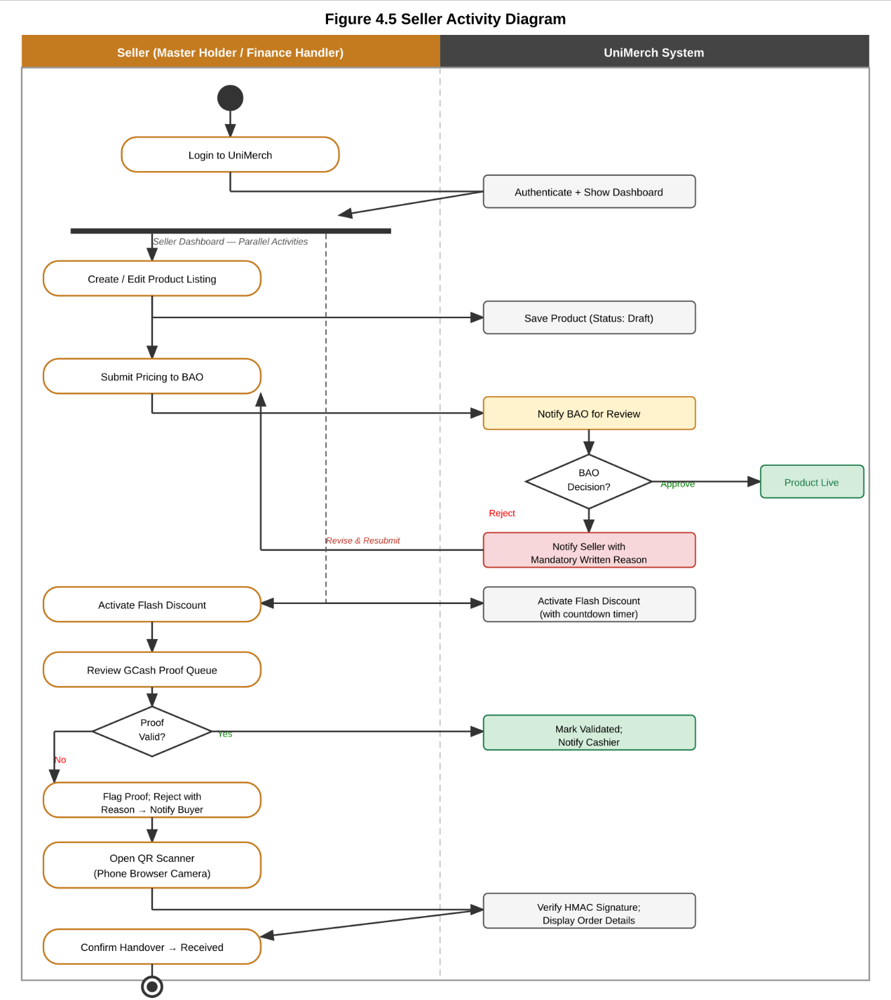 Figure 4.5 Seller Activity Diagram
Seller (Master Holder / Finance Handler)
UniMerch System
Login to UniMerch
Authenticate + Show Dashboard
Seller Dashboard — Parallel Activities
Create / Edit Product Listing
Save Product (Status: Draft)
Submit Pricing to BAO
Notify BAO for Review
BAO
Decision?
Approve
Product Live
Reject
Revise & Resubmit
Notify Seller with
Mandatory Written Reason
Activate Flash Discount
Activate Flash Discount
(with countdown timer)
Review GCash Proof Queue
Proof
Valid?
Yes
Mark Validated;
Notify Cashier
No
Flag Proof; Reject with
Reason → Notify Buyer
Open QR Scanner
(Phone Browser Camera)
Verify HMAC Signature;
Display Order Details
Confirm Handover → Received